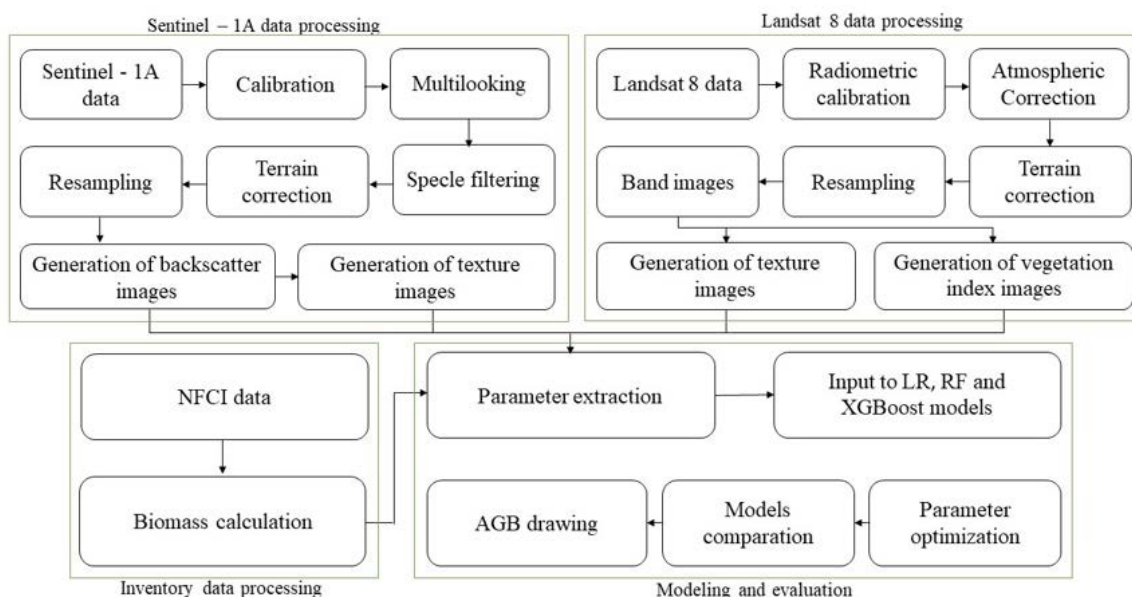 Sentinel – 1A data processing
Sentinel - 1A
data
Calibration
Multilooking
Resampling
Terrain
correction
Specle filtering
Generation of backscatter
images
Generation of texture
images
Landsat 8 data processing
Landsat 8 data
Radiometric
calibration
Atmospheric
Correction
Band images
Resampling
Terrain
correction
Generation of texture
images
Generation of vegetation
index images
NFCI data
Biomass calculation
Inventory data processing
Parameter extraction
Input to LR, RF and
XGBoost models
AGB drawing
Models
comparation
Parameter
optimization
Modeling and evaluation